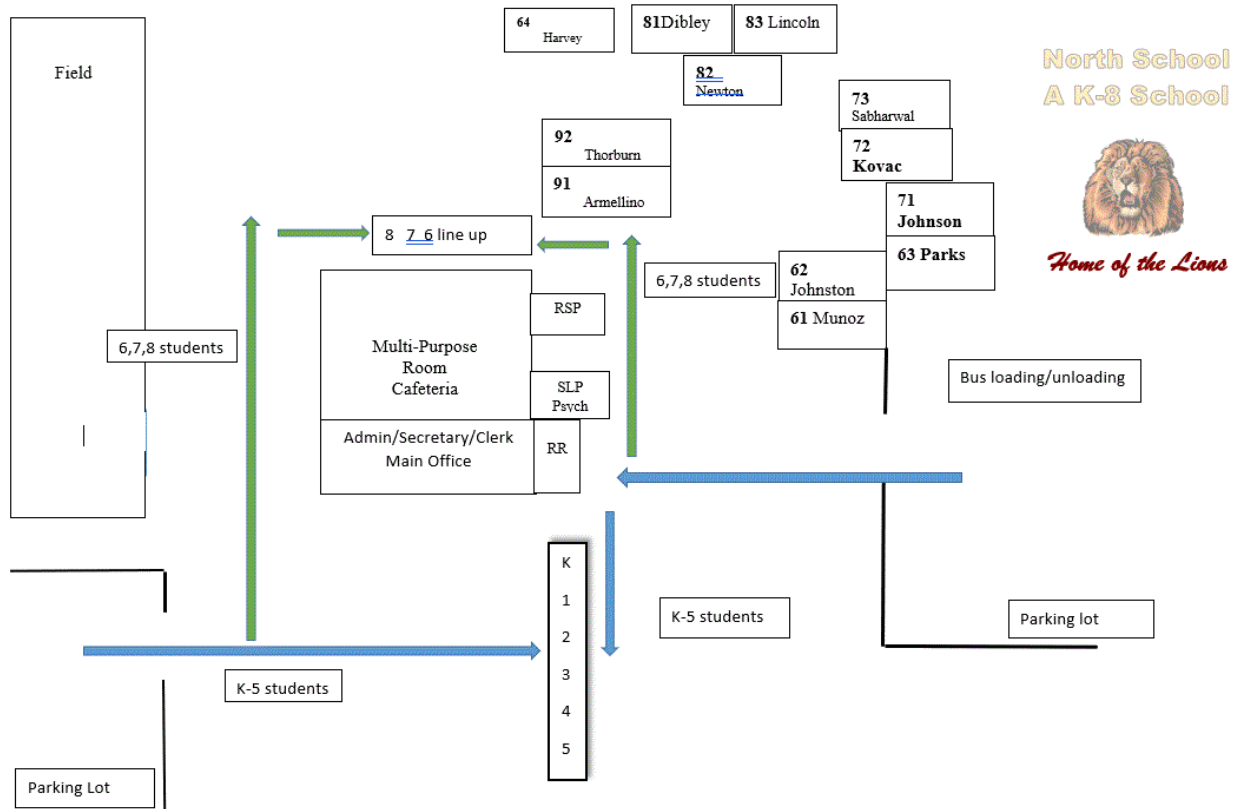 64
Harvey
81Dibley
83 Lincoln
82
Newton
North School
A K-8 School
Home of the Lions
Field
73
Sabharwal
72
Kovac
92
Thorburn
91
Armellino
71
Johnson
63 Parks
8 7 6 line up
6,7,8 students
62
Johnston
61 Munoz
RSP
6,7,8 students
Multi-Purpose
Room
Cafeteria
SLP
Psych
Bus loading/unloading
Admin/Secretary/Clerk
Main Office
RR
K
1
2
3
4
5
K-5 students
Parking lot
K-5 students
Parking Lot